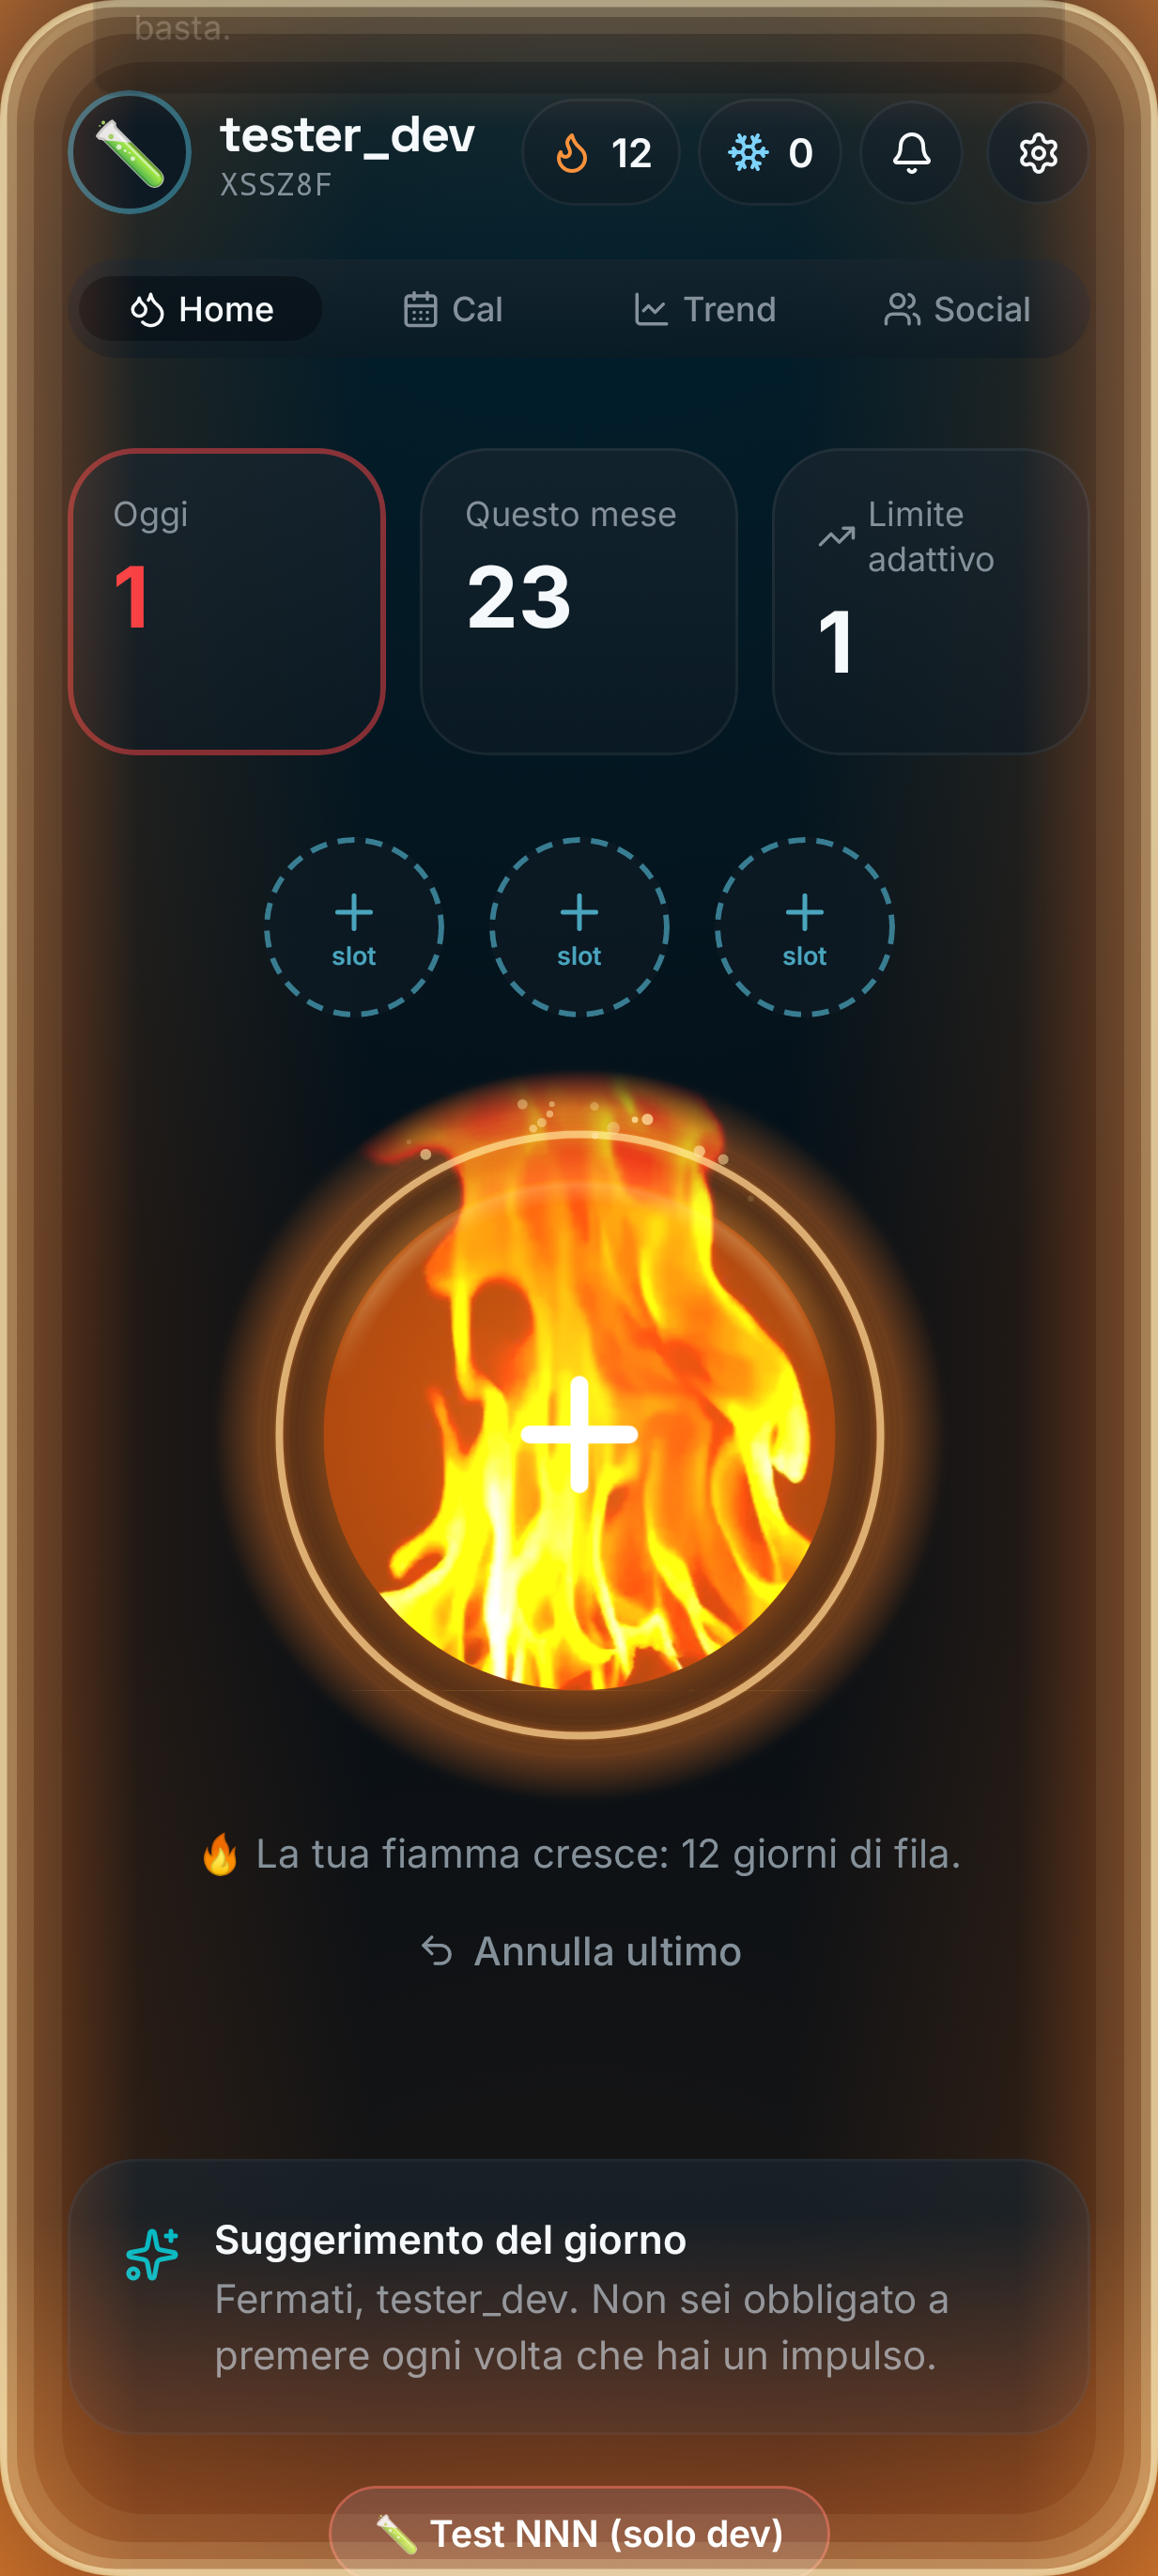 basta.
tester_dev
XSSZ8F
12
0
Home
Cal
Trend
Social
Oggi
1
Questo mese
23
Limite
adattivo
1
slot
slot
slot
🔥 La tua fiamma cresce: 12 giorni di fila.
Annulla ultimo
Suggerimento del giorno
Fermati, tester_dev. Non sei obbligato a
premere ogni volta che hai un impulso.
Test NNN (solo dev)